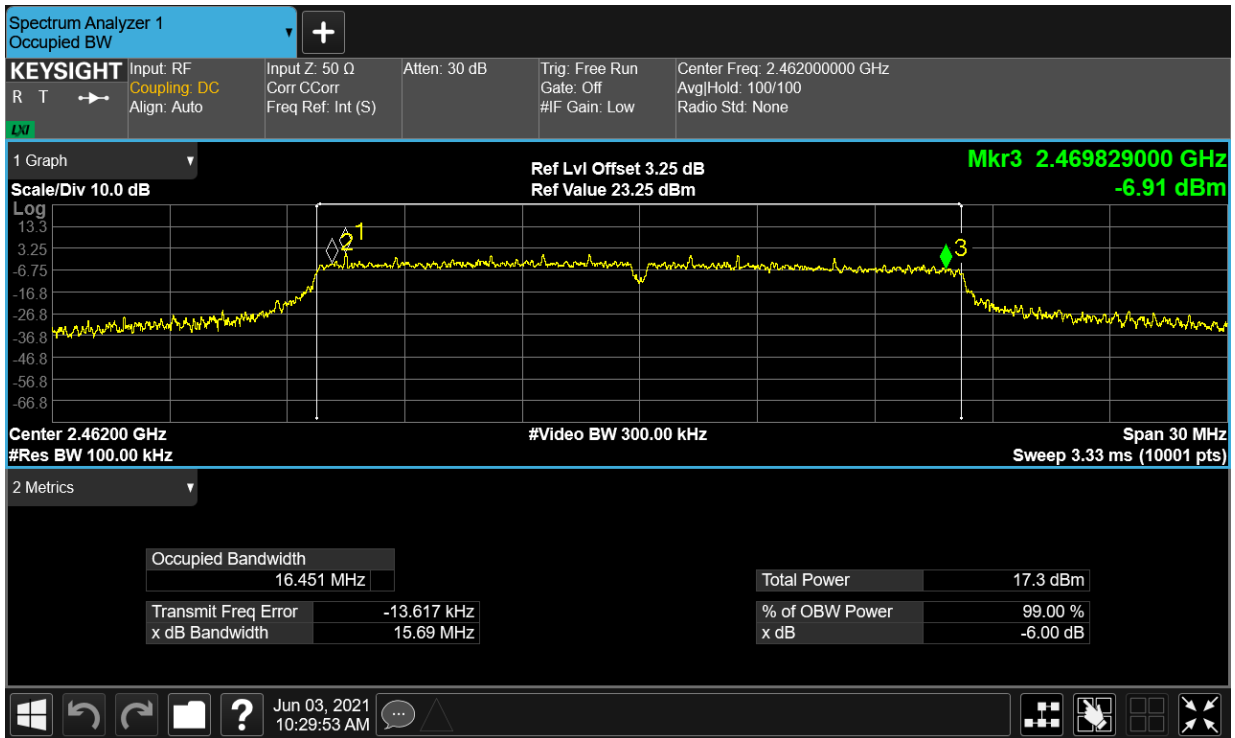 Spectrum Analyzer 1
Occupied BW
KEYSIGHT
R T
LXI
Input: RF
Coupling: DC
Align: Auto
Input Z: 50 Ω
Corr CCorr
Freq Ref: Int (S)
Atten: 30 dB
Trig: Free Run
Gate: Off
#IF Gain: Low
Center Freq: 2.462000000 GHz
Avg|Hold: 100/100
Radio Std: None
1 Graph
Scale/Div 10.0 dB
Ref Lvl Offset 3.25 dB
Ref Value 23.25 dBm
Mkr3 2.469829000 GHz
-6.91 dBm
Log
13.3
3.25
-6.75
-16.8
-26.8
-36.8
-46.8
-56.8
-66.8
1
2
3
Center 2.46200 GHz
#Video BW 300.00 kHz
Span 30 MHz
#Res BW 100.00 kHz
Sweep 3.33 ms (10001 pts)
2 Metrics
Occupied Bandwidth
16.451 MHz
Transmit Freq Error -13.617 kHz
x dB Bandwidth 15.69 MHz
Total Power 17.3 dBm
% of OBW Power 99.00 %
x dB -6.00 dB
?
Jun 03, 2021
10:29:53 AM